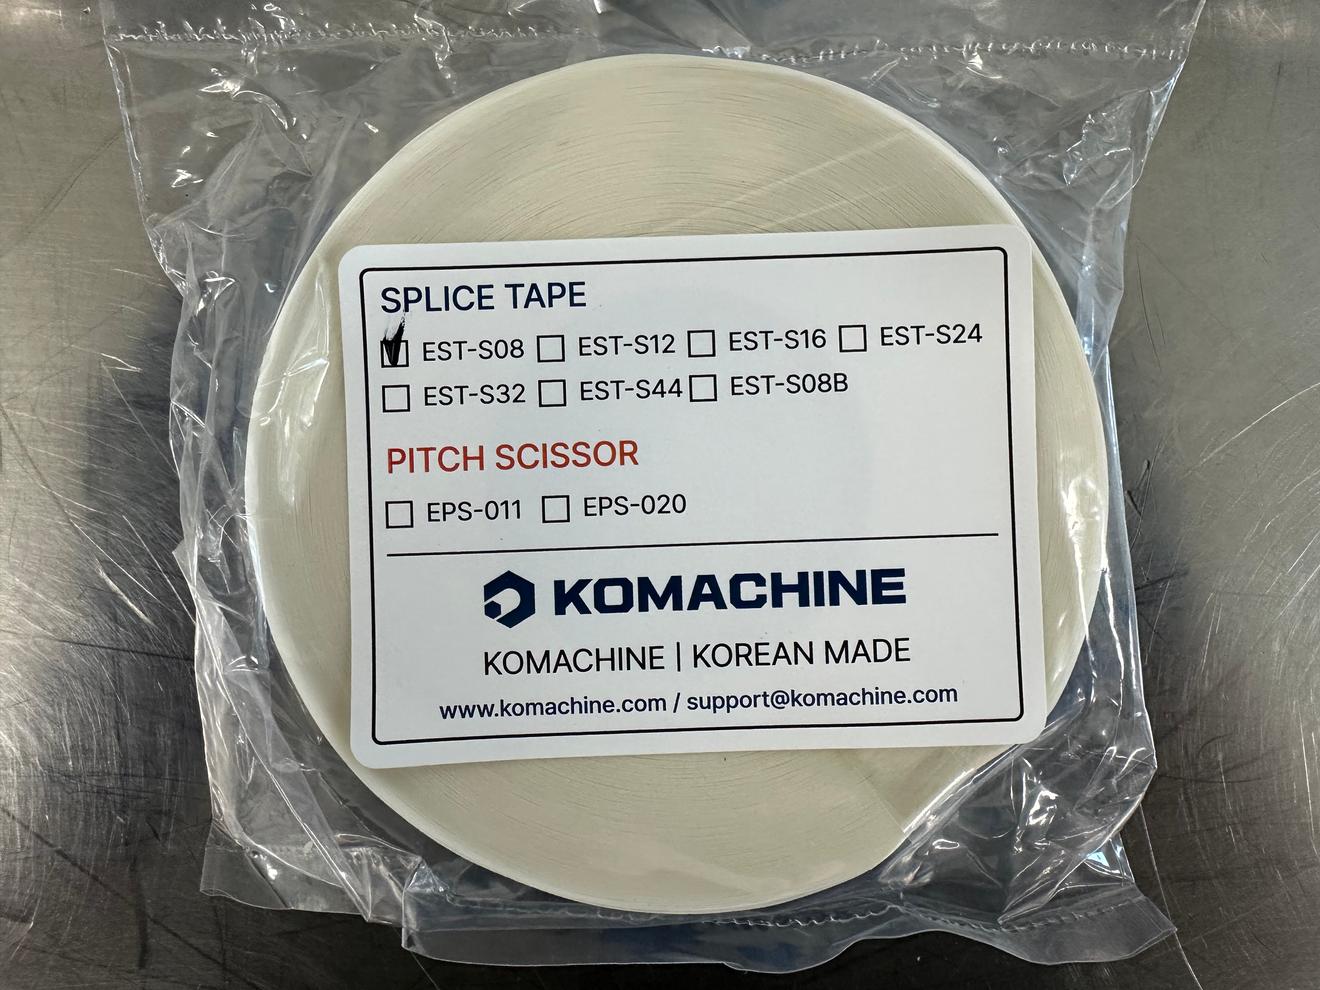 SPLICE TAPE
EST-S08 EST-S12 EST-S16 EST-S24
EST-S32 EST-S44 EST-S08B
PITCH SCISSOR
EPS-011 EPS-020
KOMACHINE
KOMACHINE | KOREAN MADE
www.komachine.com / support@komachine.com